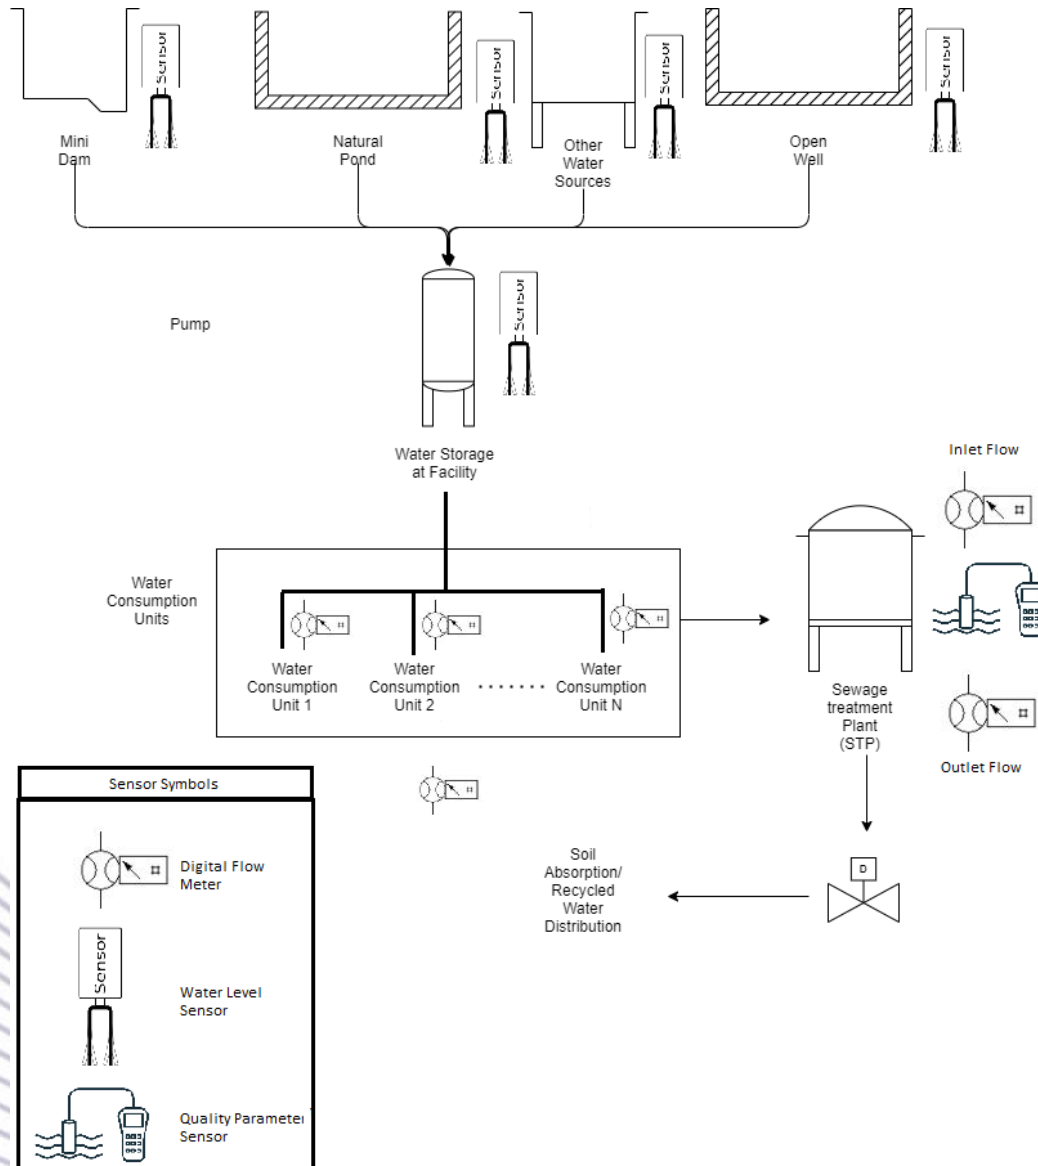 Sensor
Sensor
Sensor
Sensor
Mini
Dam
Natural
Pond
Other
Water
Sources
Open
Well
Sensor
Pump
Water Storage
at Facility
Inlet Flow
Water
Consumption
Units
Water
Consumption
Unit 1
Water
Consumption
Unit 2
.......
Water
Consumption
Unit N
Sewage
treatment
Plant
(STP)
Outlet Flow
Sensor Symbols
Digital Flow
Meter
Sensor
Water Level
Sensor
Quality Parameter
Sensor
Soil
Absorption/
Recycled
Water
Distribution
D